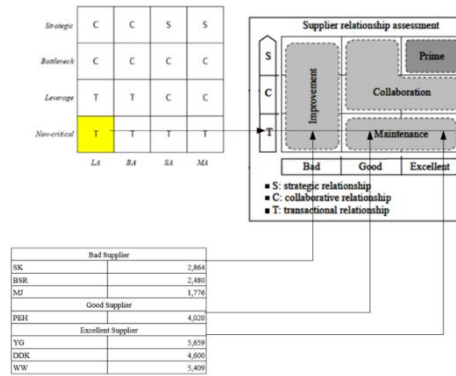 Strategic C C S S
Bottleneck C C C C
Leverage T T C C
Non-critical T T T T
LA BA SA MA
Supplier relationship assessment
S
C
T
Improvement
Prime
Collaboration
Maintenance
Bad Good Excellent
■ S: strategic relationship
■ C: collaborative relationship
■ T: transactional relationship
Bad Supplier
SK 2,864
BSR 2,480
MJ 1,776
Good Supplier
PEH 4,020
Excellent Supplier
YG 5,659
DDK 4,600
WW 5,409